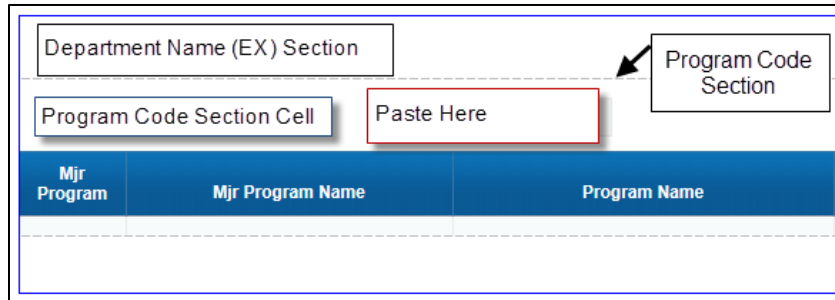 Department Name (EX) Section
Program Code
Section
Program Code Section Cell
Paste Here
Mjr
Program
Mjr Program Name
Program Name